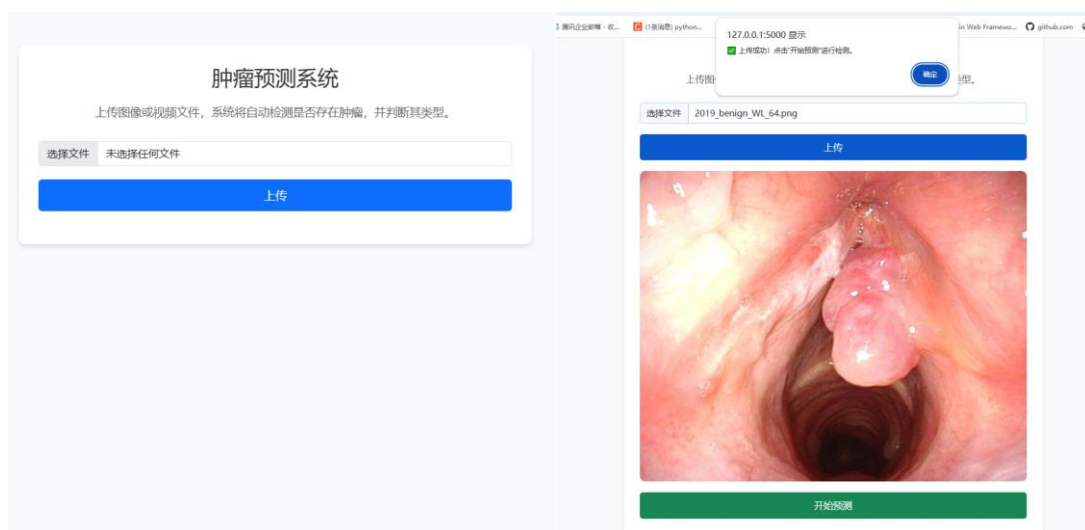 肿瘤预测系统
上传图像或视频文件，系统将自动检测是否存在肿瘤，并判断其类型。
选择文件 未选择任何文件
上传
腾讯企业邮箱 - 收...
(1条消息) python...
in Web Framewo...
github.com
127.0.0.1:5000 显示
✅ 上传成功！点击“开始预测”进行检测。
确定
上传图
类型。
选择文件 2019_benign_WL_64.png
上传
开始预测